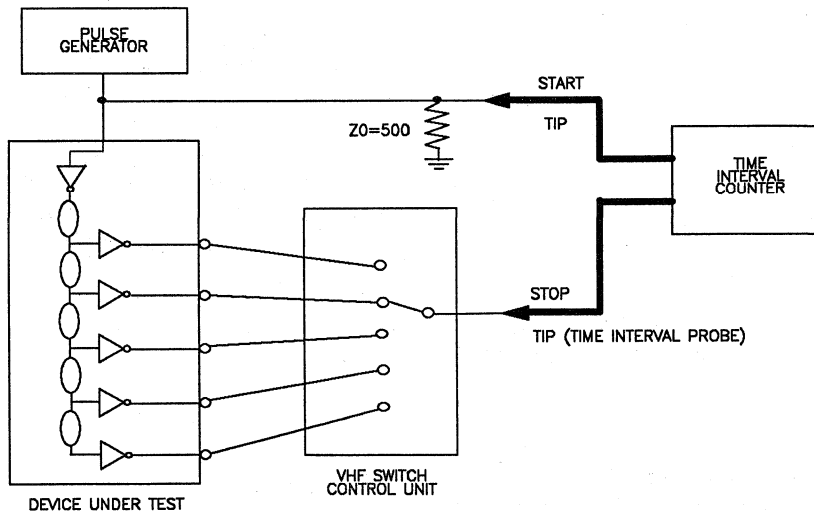 PULSE
GENERATOR
START
TIP
ZO=500
TIME
INTERVAL
COUNTER
STOP
TIP (TIME INTERVAL PROBE)
VHF SWITCH
CONTROL UNIT
DEVICE UNDER TEST